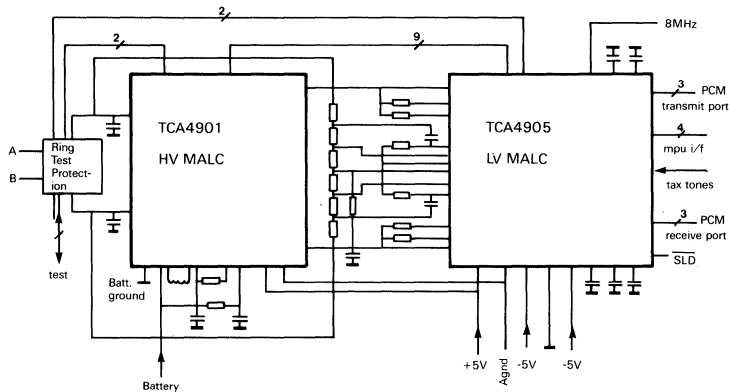 2
8MHz
2
9
3
PCM
transmit port
TCA4901
HV MALC
TCA4905
LV MALC
4
mpu i/f
A
B
Ring
Test
Protect-
ion
tax tones
3
PCM
receive port
SLD
test
Batt.
ground
+5V
Agnd
-5V
-5V
Battery